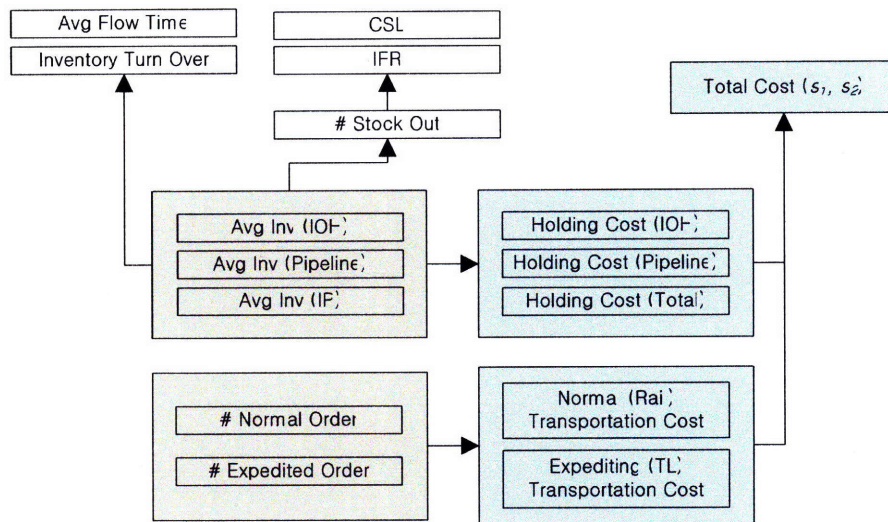 Avg Flow Time
CSL
Inventory Turn Over
IFR
Total Cost (s₁, s₂)
# Stock Out
Avg Inv (IOH)
Holding Cost (IOH)
Avg Inv (Pipeline)
Holding Cost (Pipeline)
Avg Inv (IP)
Holding Cost (Total)
# Normal Order
Normal (Rail)
Transportation Cost
# Expedited Order
Expediting (TL)
Transportation Cost